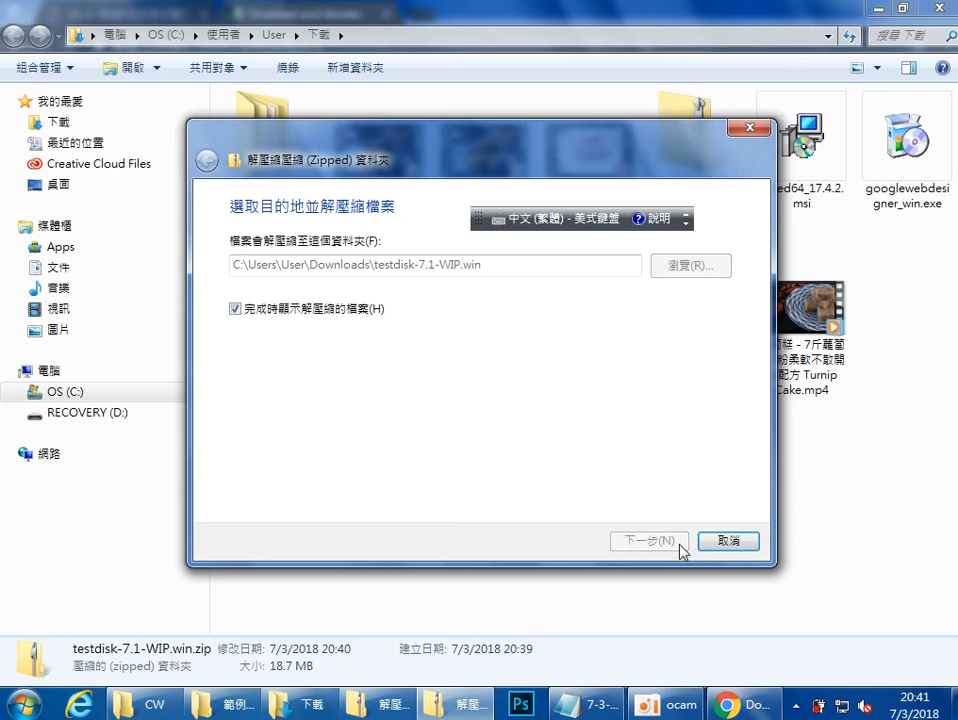 電腦 OS (C:) 使用者 User 下載
搜尋 下載
組合管理 開啟 共用對象 燒錄 新增資料夾
我的最愛
下載
最近的位置
Creative Cloud Files
桌面
媒體櫃
Apps
文件
音樂
視訊
圖片
電腦
OS (C:)
RECOVERY (D:)
網路
解壓縮壓縮 (Zipped) 資料夾
選取目的地並解壓縮檔案
中文 (繁體) - 美式鍵盤 說明
檔案會解壓縮至這個資料夾(F):
C:\Users\User\Downloads\testdisk-7.1-WIP.win
瀏覽(R)...
完成時顯示解壓縮的檔案(H)
下一步(N)
取消
ed64_17.4.2.
msi
googlewebdesi
gner_win.exe
糕 - 7斤蘿蔔
粉柔軟不散開
配方 Turnip
Cake.mp4
testdisk-7.1-WIP.win.zip 修改日期: 7/3/2018 20:40 建立日期: 7/3/2018 20:39
壓縮的 (zipped) 資料夾 大小: 18.7 MB
CW 範例... 下載 解壓... 解壓... Ps 7-3-... ocam Do...
20:41
7/3/2018